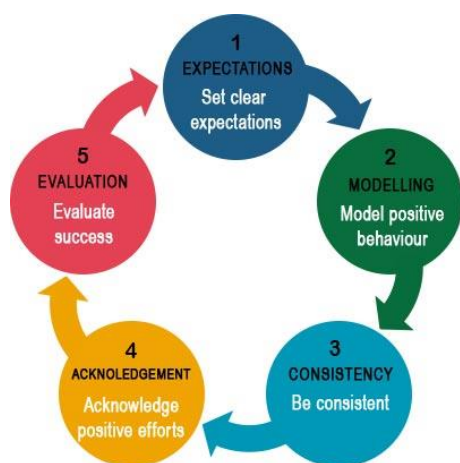 1
EXPECTATIONS
Set clear
expectations
2
MODELLING
Model positive
behaviour
3
CONSISTENCY
Be consistent
4
ACKNOLEDGEMENT
Acknowledge
positive efforts
5
EVALUATION
Evaluate
success